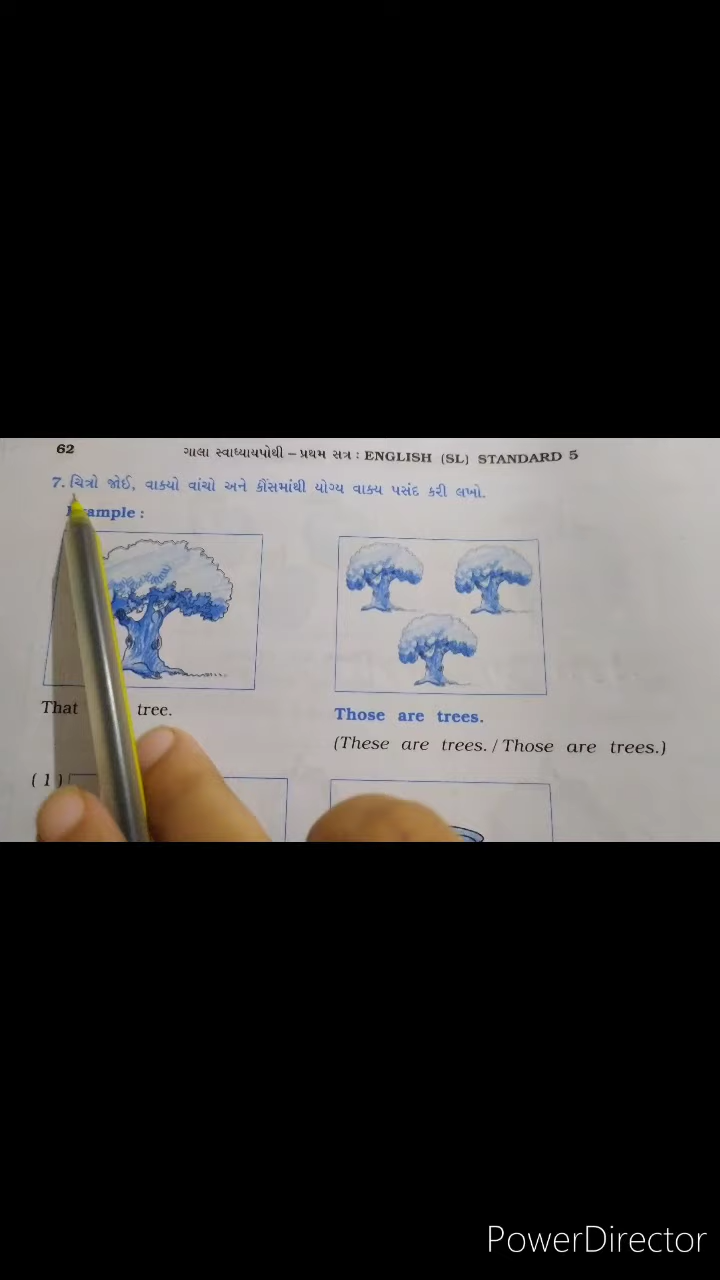 62 ગાલા સ્વાધ્યાયપોથી – પ્રથમ સત્ર : ENGLISH (SL) STANDARD 5
7. ચિત્રો જોઈ, વાક્યો વાંચો અને કૌંસમાંથી યોગ્ય વાક્ય પસંદ કરી લખો.
Example :
That tree.
Those are trees.
(These are trees. / Those are trees.)
(1)
PowerDirector